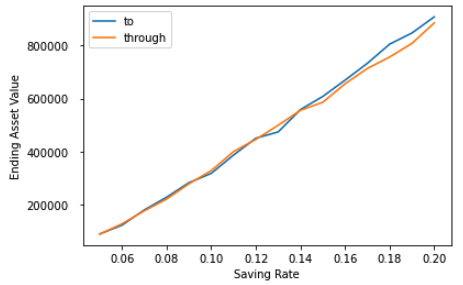 to
through
Ending Asset Value
800000
600000
400000
200000
0.06 0.08 0.10 0.12 0.14 0.16 0.18 0.20
Saving Rate